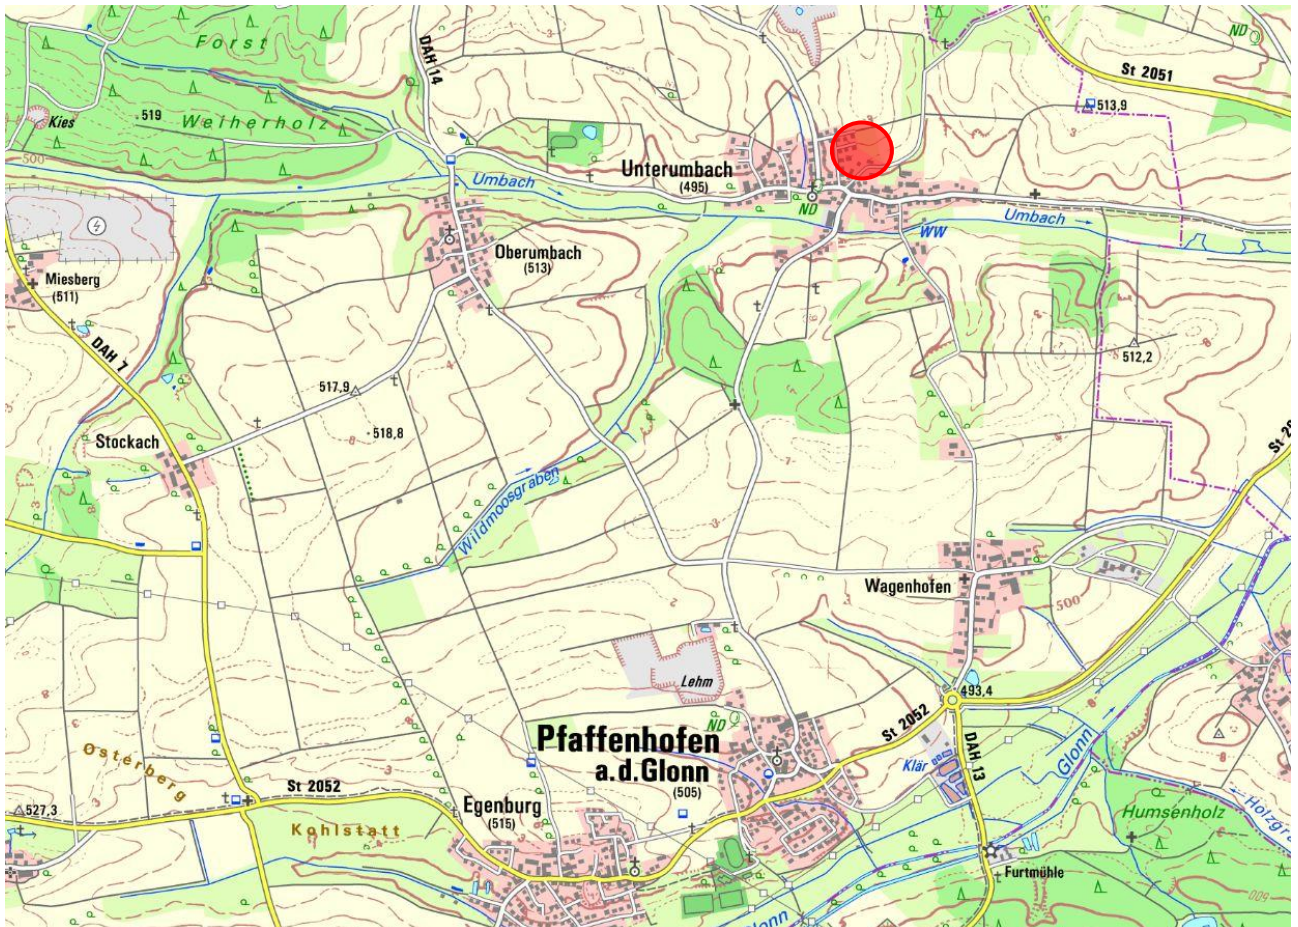 Forst
DAH 14
ND
St 2051
513,9
519
Weiherholz
Kies
500
Unterumbach
(495)
Umbach
ND
Umbach
WW
Oberumbach
(513)
Miesberg
(511)
DAH 7
512,2
517,9
518,8
Stockach
Wildmoosgraben
Wagenhofen
500
Lehm
493,4
ND
Pfaffenhofen
a.d.Glonn
(505)
St 2052
Klär
DAH 13
Glonn
Osterberg
527,3
St 2052
Kohlstatt
Egenburg
(515)
Humsenholz
Furtmühle